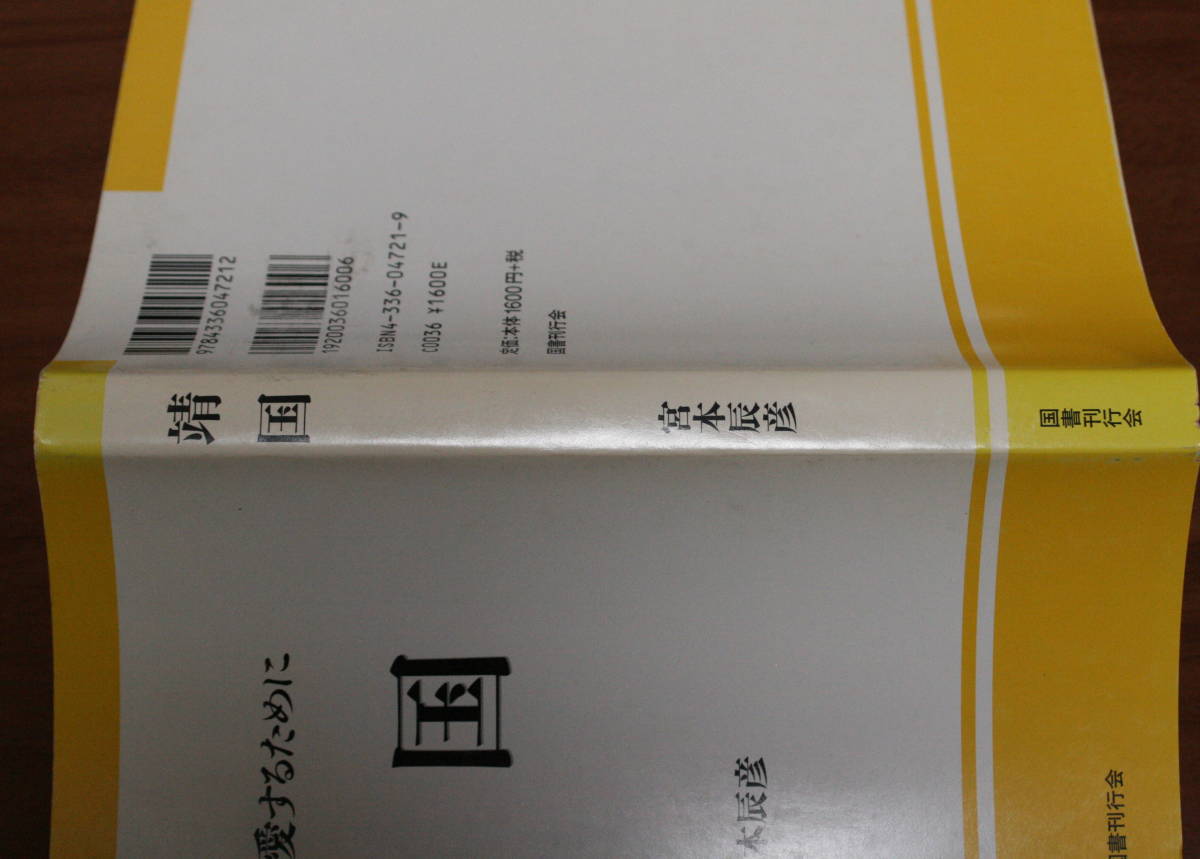 9784336047212
1920036016006
ISBN4-336-04721-9
C0036 ¥1600E
定価:本体1600円+税
国書刊行会
靖国
宮本辰彦
国書刊行会
愛するために
国
本辰彦
国書刊行会